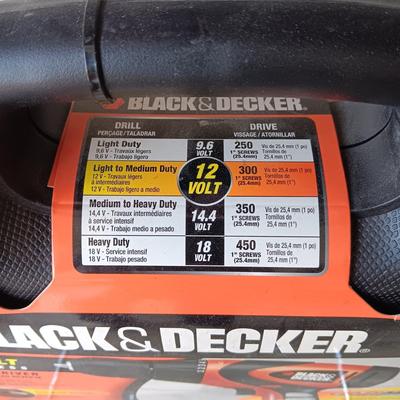 BLACK&DECKER®
DRILL
PERÇAGE/TALADRAR
DRIVE
VISSAGE / ATORNILLAR
Light Duty
9,6 V - Travaux légers
9,6 V - Trabajo ligero
9.6
VOLT
250
1" SCREWS
(25.4mm)
Vis de 25,4 mm (1 po)
Tornillos de
25,4 mm (1")
Light to Medium Duty
12 V - Travaux légers
à intermédiaires
12 V - Trabajo ligero a medio
12
VOLT
300
1" SCREWS
(25.4mm)
Vis de 25,4 mm (1 po)
Tornillos de
25,4 mm (1")
Medium to Heavy Duty
14,4 V - Travaux intermédiaires
à service intensif
14,4 V - Trabajo medio a pesado
14.4
VOLT
350
1" SCREWS
(25.4mm)
Vis de 25,4 mm (1 po)
Tornillos de
25,4 mm (1")
Heavy Duty
18 V - Service intensif
18 V - Trabajo pesado
18
VOLT
450
1" SCREWS
(25.4mm)
Vis de 25,4 mm (1 po)
Tornillos de
25,4 mm (1")
LACK & DECKER®
BLACK&
DECKER